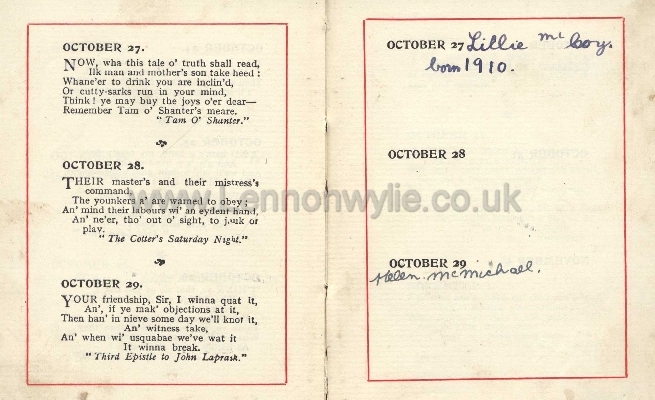 OCTOBER 27.
NOW, wha this tale o' truth shall read,
Ilk man and mother's son take heed :
Whane'er to drink you are inclin'd,
Or cutty-sarks run in your mind,
Think ! ye may buy the joys o'er dear—
Remember Tam o' Shanter's meare.
"Tam O' Shanter."
OCTOBER 28.
THEIR master's and their mistress's
command,
The younkers a' are warned to obey ;
An' mind their labours wi' an eydent hand,
An' ne'er, tho' out o' sight, to jauk or
play.
"The Cotter's Saturday Night."
OCTOBER 29.
YOUR friendship, Sir, I winna quat it,
An', if ye mak' objections at it,
Then han' in nieve some day we'll knot it,
An' witness take,
An' when wi' usquabae we've wat it
It winna break.
"Third Epistle to John Lapraik."
OCTOBER 27 Lillie Mc Coy.
born 1910.
OCTOBER 28
OCTOBER 29
Helen McMichael.
www.lennonwylie.co.uk